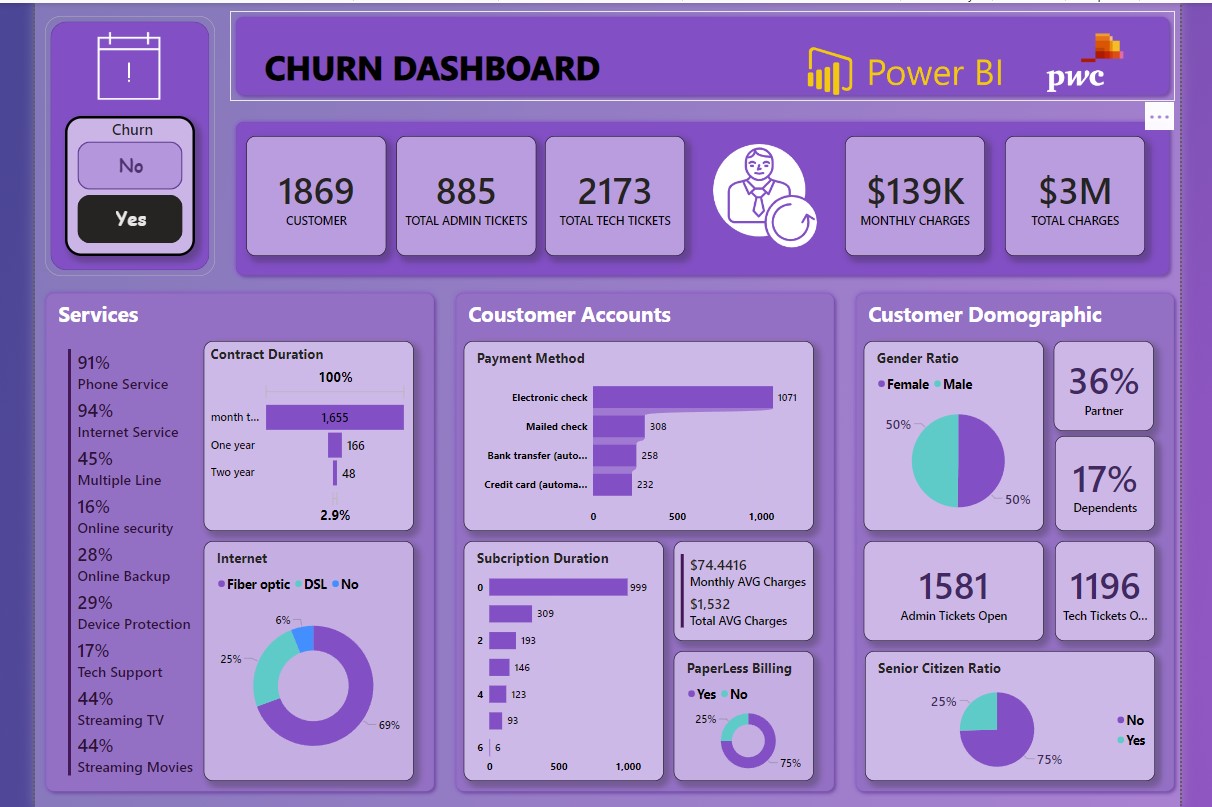 CHURN DASHBOARD
Power BI
pwc
Churn
No
Yes
1869
CUSTOMER
885
TOTAL ADMIN TICKETS
2173
TOTAL TECH TICKETS
$139K
MONTHLY CHARGES
$3M
TOTAL CHARGES
Services
91%
Phone Service
94%
Internet Service
45%
Multiple Line
16%
Online security
28%
Online Backup
29%
Device Protection
17%
Tech Support
44%
Streaming TV
44%
Streaming Movies
Contract Duration
100%
month t... 1,655
One year 166
Two year 48
2.9%
Internet
Fiber optic DSL No
6%
25%
69%
Coustomer Accounts
Payment Method
Electronic check 1071
Mailed check 308
Bank transfer (auto... 258
Credit card (automa... 232
0 500 1,000
Subcription Duration
0 999
309
2 193
146
4 123
93
6 6
0 500 1,000
$74.4416
Monthly AVG Charges
$1,532
Total AVG Charges
PaperLess Billing
Yes No
25%
75%
Customer Domographic
Gender Ratio
Female Male
50%
50%
36%
Partner
17%
Dependents
1581
Admin Tickets Open
1196
Tech Tickets O...
Senior Citizen Ratio
25%
75%
No
Yes